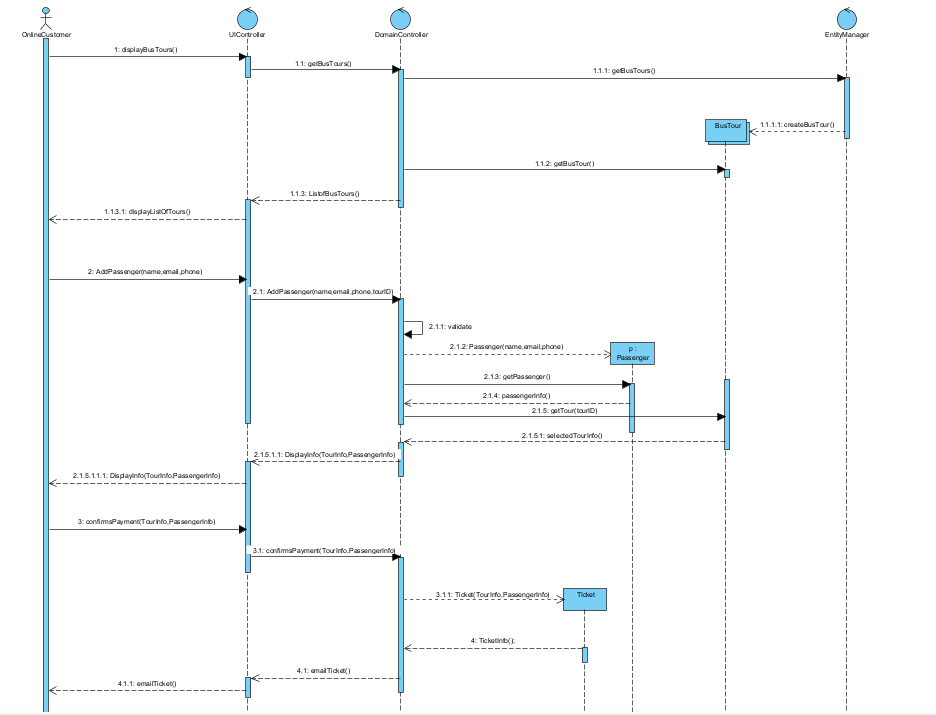 OnlineCustomer
UIController
DomainController
EntityManager
1: displayBusTours()
1.1: getBusTours()
1.1.1: getBusTours()
BusTour
1.1.1.1: createBusTour()
1.1.2: getBusTour()
1.1.3: ListofBusTours()
1.1.3.1: displayListOfTours()
2: AddPassenger(name,email,phone)
2.1: AddPassenger(name,email,phone,tourID)
2.1.1: validate
2.1.2: Passenger(name,email,phone)
p :
Passenger
2.1.3: getPassenger()
2.1.4: passengerInfo()
2.1.5: getTour(tourID)
2.1.5.1: selectedTourInfo()
2.1.5.1.1: DisplayInfo(TourInfo,PassengerInfo)
2.1.5.1.1.1: DisplayInfo(TourInfo,PassengerInfo)
3: confirmsPayment(TourInfo,PassengerInfo)
3.1: confirmsPayment(TourInfo,PassengerInfo)
3.1.1: Ticket(TourInfo,PassengerInfo)
Ticket
4: TicketInfo();
4.1: emailTicket()
4.1.1: emailTicket()